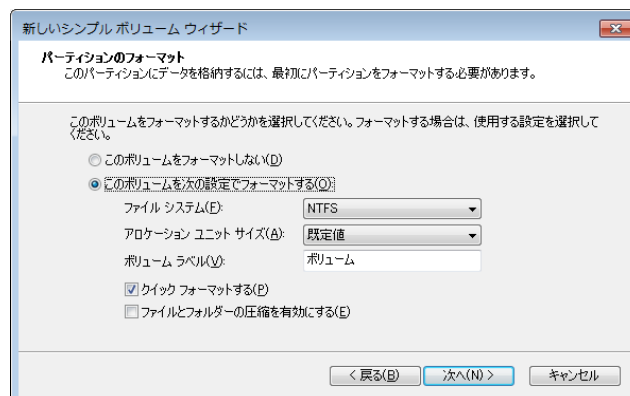 新しいシンプル ボリューム ウィザード
パーティションのフォーマット
このパーティションにデータを格納するには、最初にパーティションをフォーマットする必要があります。
このボリュームをフォーマットするかどうかを選択してください。フォーマットする場合は、使用する設定を選択して
ください。
このボリュームをフォーマットしない(D)
このボリュームを次の設定でフォーマットする(O):
ファイル システム(F): NTFS
アロケーション ユニット サイズ(A): 既定値
ボリューム ラベル(V): ボリューム
クイック フォーマットする(P)
ファイルとフォルダーの圧縮を有効にする(E)
< 戻る(B) 次へ(N) > キャンセル